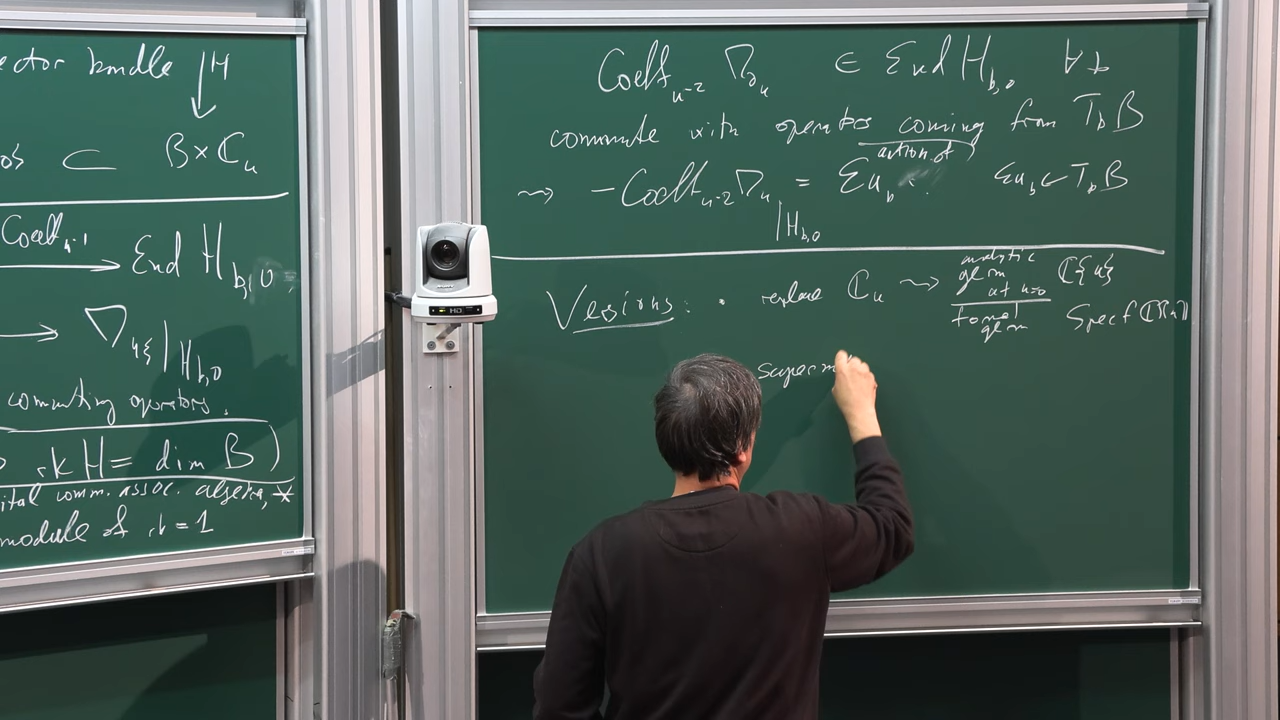 ector bundle ↓H
B × ℂ_u
⊂
Coeff_{u^{-1}}
⟶ End H_{b,0}
⟶ ∇_{uξ}|_{H_{b,0}}
commuting operators.
rk H = dim B )
ital comm. assoc. algebra, *
module of rk = 1
Coeff_{u^{-2}} ∇_{∂_u} ∈ End H_{b,0} ∀ b
commute with operators coming from T_b B
action of
⇝ - Coeff_{u^{-2}} ∇_{∂_u}|_{H_{b,0}} = Eu_b · Eu_b ∈ T_b B
Versions: • replace ℂ_u ⇝ analytic germ at u=0 ℂ{u}
formal germ Spf ℂ[[u]]
superm
HD